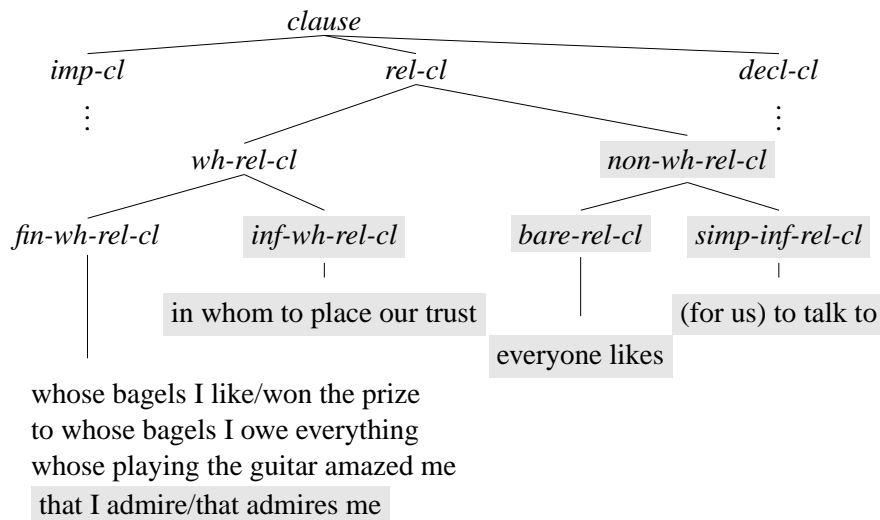 clause
imp-cl rel-cl decl-cl
⋮ ⋮
wh-rel-cl non-wh-rel-cl
fin-wh-rel-cl inf-wh-rel-cl bare-rel-cl simp-inf-rel-cl
in whom to place our trust (for us) to talk to
everyone likes
whose bagels I like/won the prize
to whose bagels I owe everything
whose playing the guitar amazed me
that I admire/that admires me